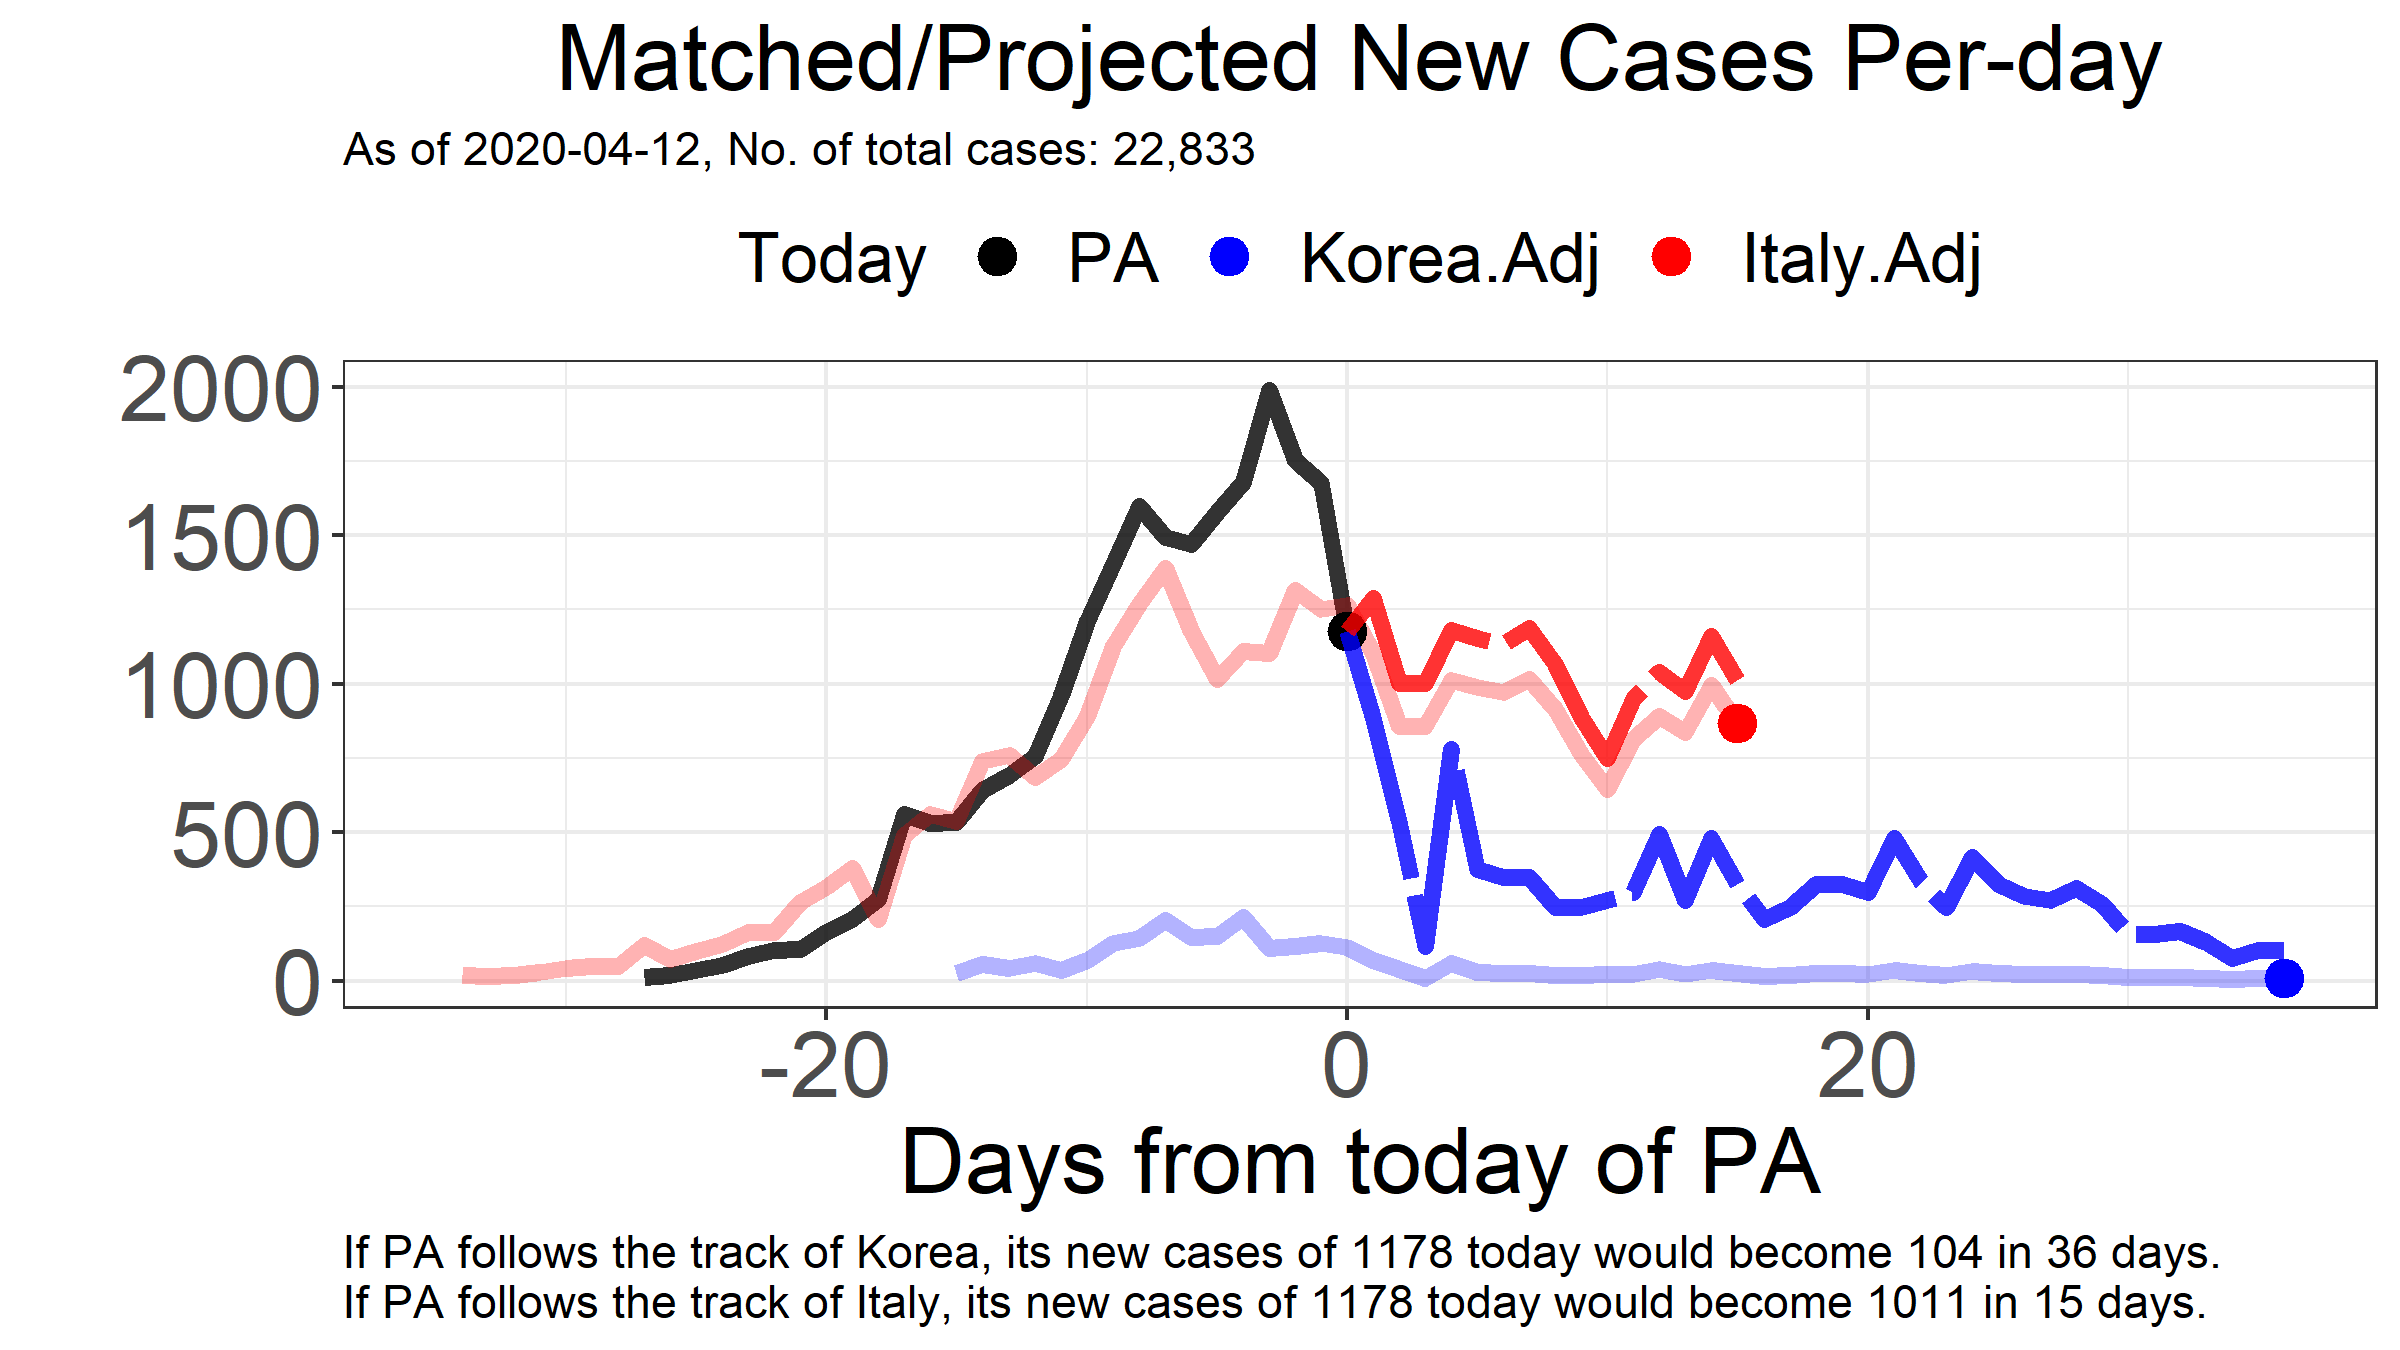 Matched/Projected New Cases Per-day
As of 2020-04-12, No. of total cases: 22,833
Today PA Korea.Adj Italy.Adj
2000
1500
1000
500
0
-20 0 20
Days from today of PA
If PA follows the track of Korea, its new cases of 1178 today would become 104 in 36 days.
If PA follows the track of Italy, its new cases of 1178 today would become 1011 in 15 days.